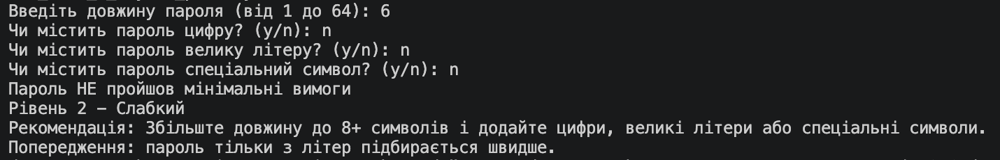 Введіть довжину пароля (від 1 до 64): 6
Чи містить пароль цифру? (y/n): n
Чи містить пароль велику літеру? (y/n): n
Чи містить пароль спеціальний символ? (y/n): n
Пароль НЕ пройшов мінімальні вимоги
Рівень 2 – Слабкий
Рекомендація: Збільште довжину до 8+ символів і додайте цифри, великі літери або спеціальні символи.
Попередження: пароль тільки з літер підбирається швидше.